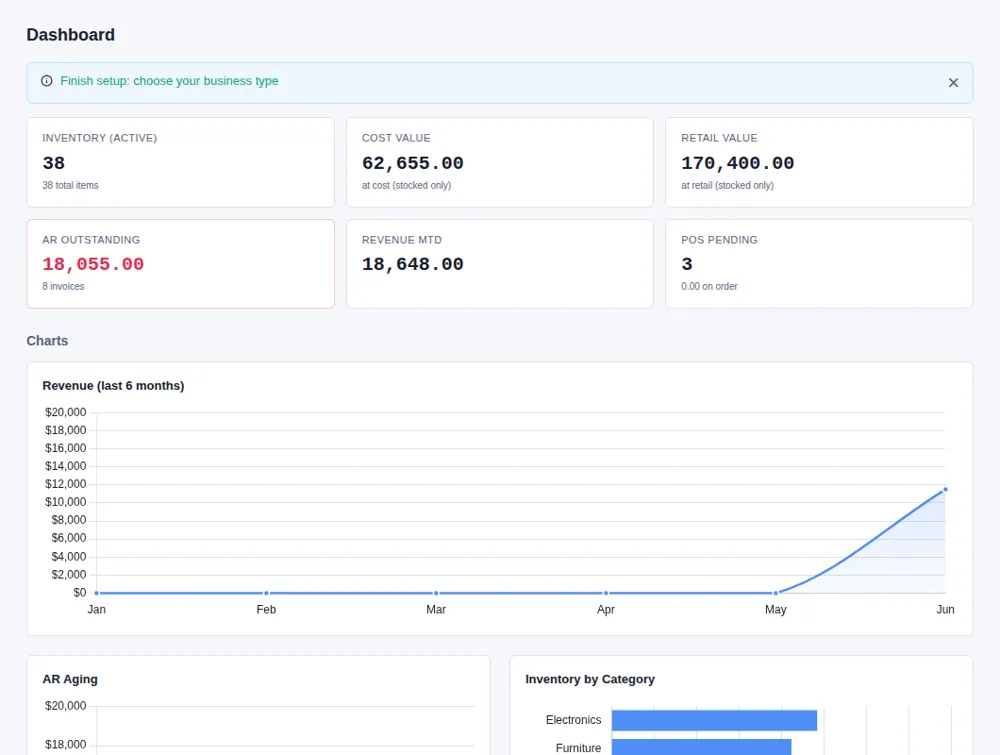 Dashboard
Finish setup: choose your business type
INVENTORY (ACTIVE)
38
38 total items
COST VALUE
62,655.00
at cost (stocked only)
RETAIL VALUE
170,400.00
at retail (stocked only)
AR OUTSTANDING
18,055.00
8 invoices
REVENUE MTD
18,648.00
POS PENDING
3
0.00 on order
Charts
Revenue (last 6 months)
$20,000
$18,000
$16,000
$14,000
$12,000
$10,000
$8,000
$6,000
$4,000
$2,000
$0
Jan Feb Mar Apr May Jun
AR Aging
$20,000
$18,000
Inventory by Category
Electronics
Furniture